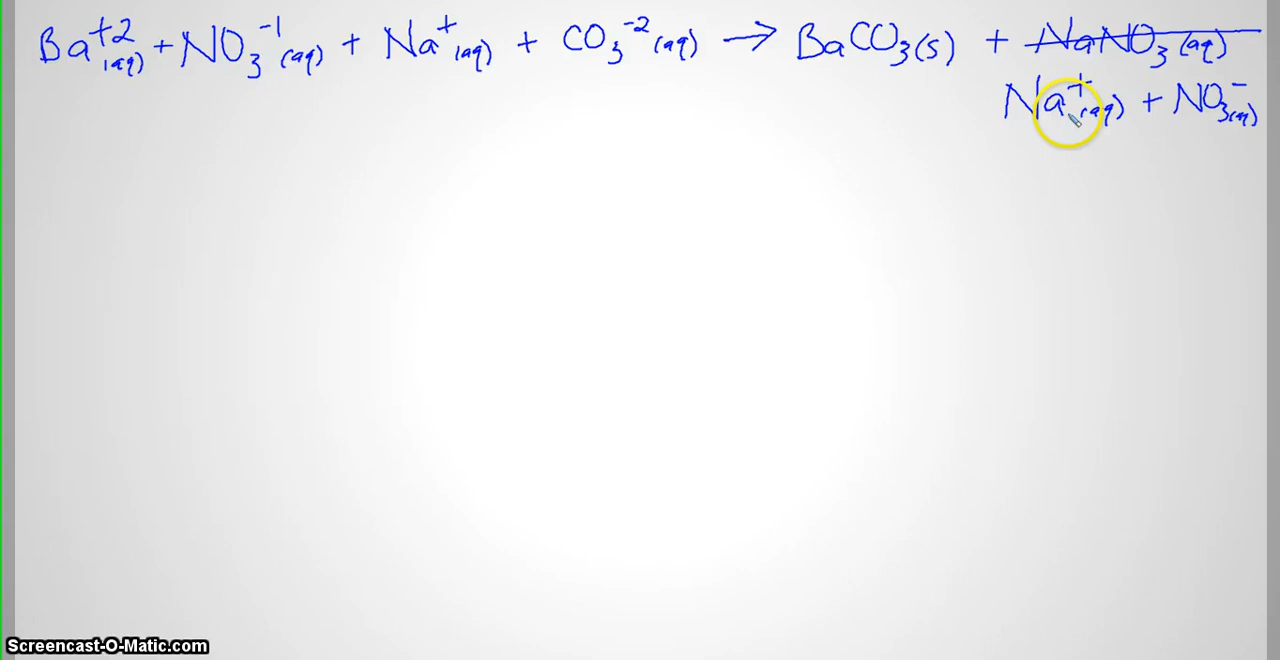 Ba⁺²(aq) + NO₃⁻¹(aq) + Na⁺(aq) + CO₃⁻²(aq) → BaCO₃(s) + NaNO₃(aq)
Na⁺(aq) + NO₃⁻(aq)
Screencast-O-Matic.com